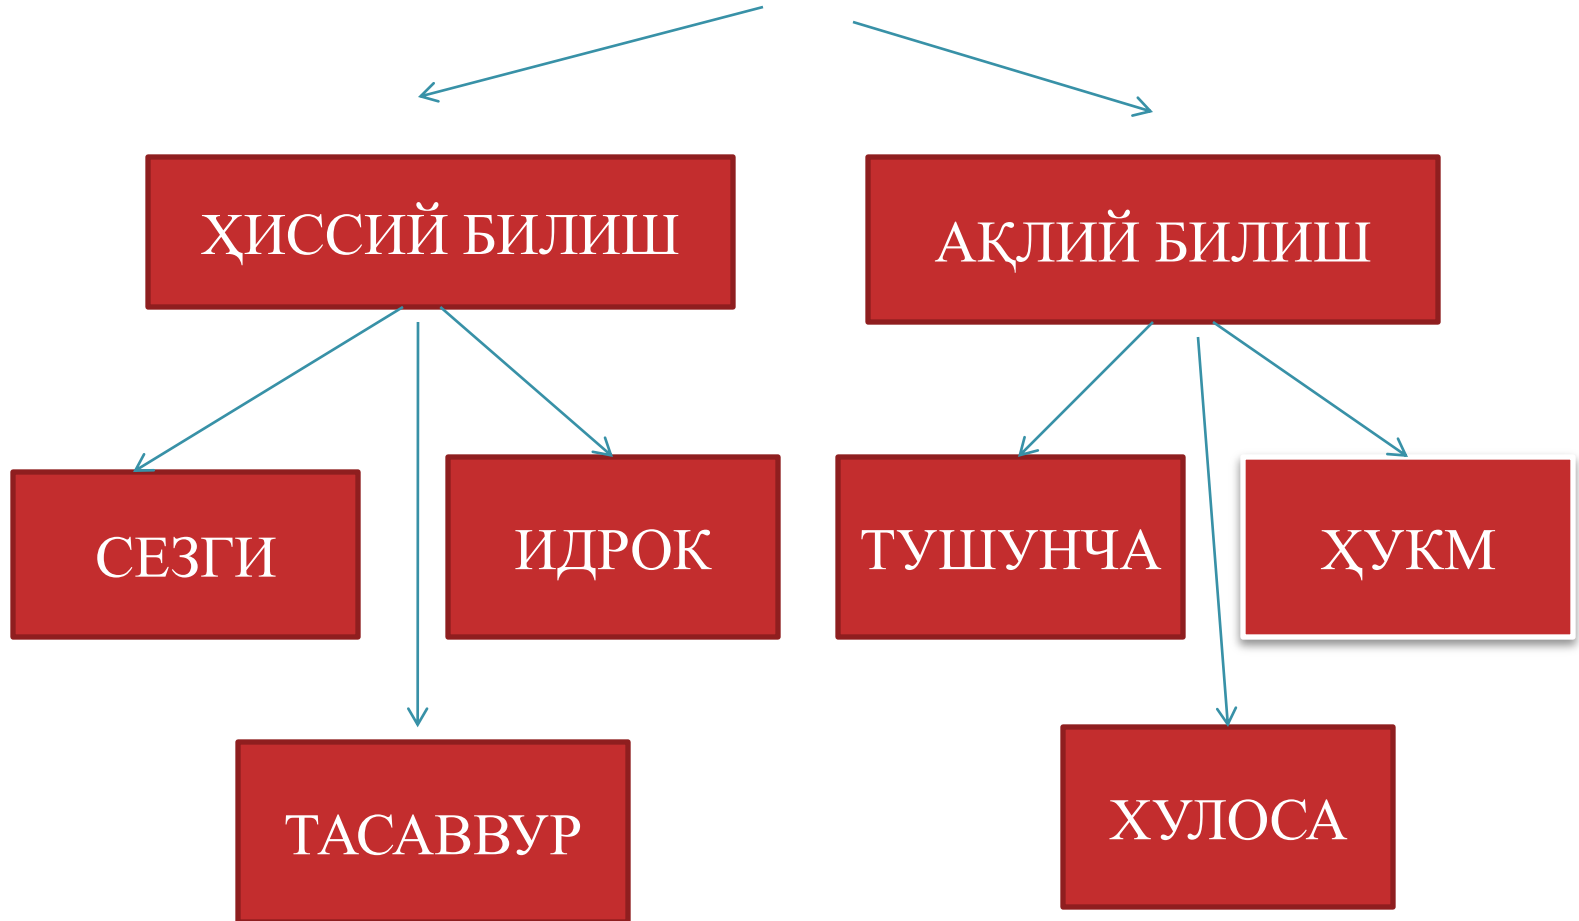 ҲИССИЙ БИЛИШ
АҚЛИЙ БИЛИШ
СЕЗГИ
ИДРОК
ТУШУНЧА
ҲУКМ
ТАСАВВУР
ХУЛОСА